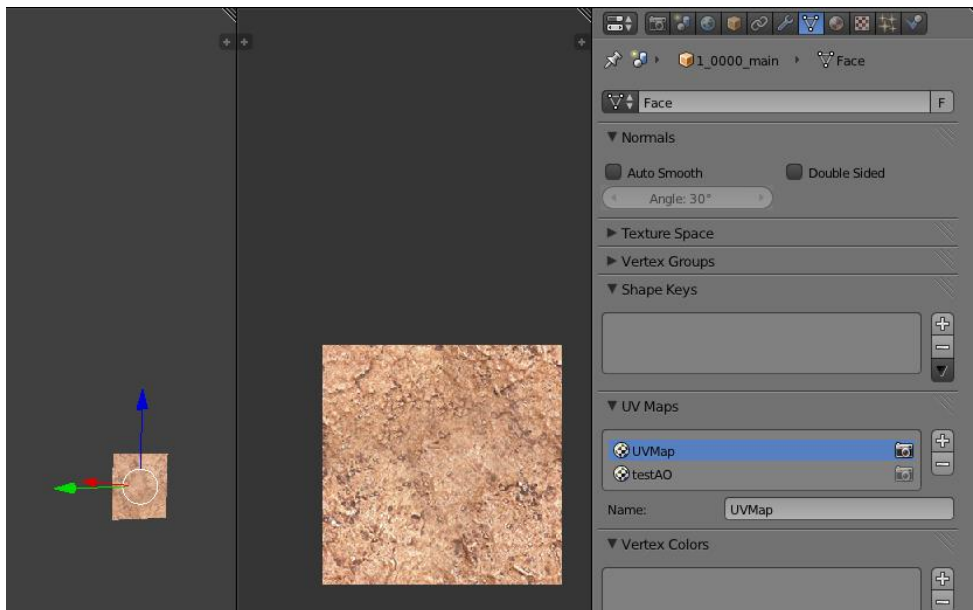 1_0000_main
Face
Face
F
Normals
Auto Smooth
Double Sided
Angle: 30°
Texture Space
Vertex Groups
Shape Keys
UV Maps
UVMap
testAO
Name:
UVMap
Vertex Colors